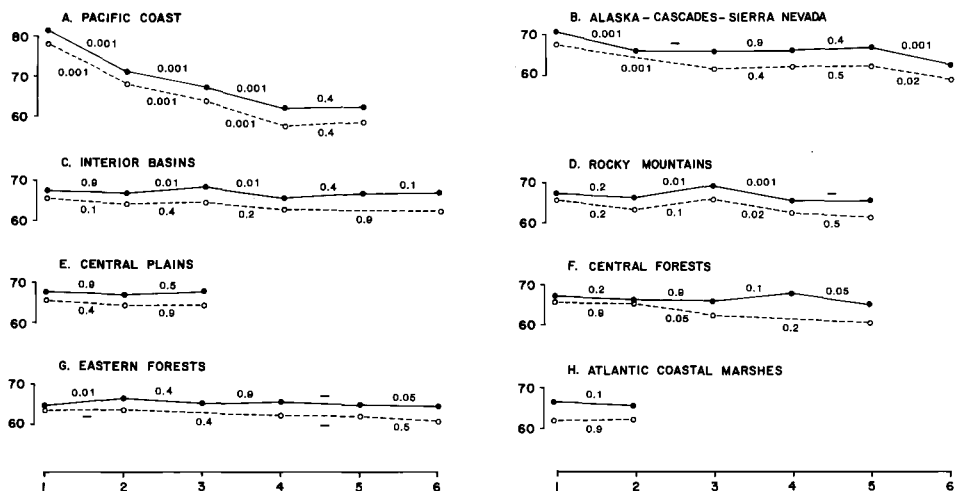 A. PACIFIC COAST
80
70
60
0.001 0.001 0.001 0.4
0.001 0.001 0.001 0.4
B. ALASKA – CASCADES – SIERRA NEVADA
70
60
0.001 – 0.9 0.4 0.001
0.001 0.4 0.5 0.02
C. INTERIOR BASINS
70
60
0.9 0.01 0.01 0.4 0.1
0.1 0.4 0.2 0.9
D. ROCKY MOUNTAINS
70
60
0.2 0.01 0.001 –
0.2 0.1 0.02 0.5
E. CENTRAL PLAINS
70
60
0.9 0.5
0.4 0.9
F. CENTRAL FORESTS
70
60
0.2 0.9 0.1 0.05
0.9 0.05 0.2
G. EASTERN FORESTS
70
60
0.01 0.4 0.9 – 0.05
– 0.4 – 0.5
H. ATLANTIC COASTAL MARSHES
70
60
0.1
0.9
1 2 3 4 5 6
1 2 3 4 5 6